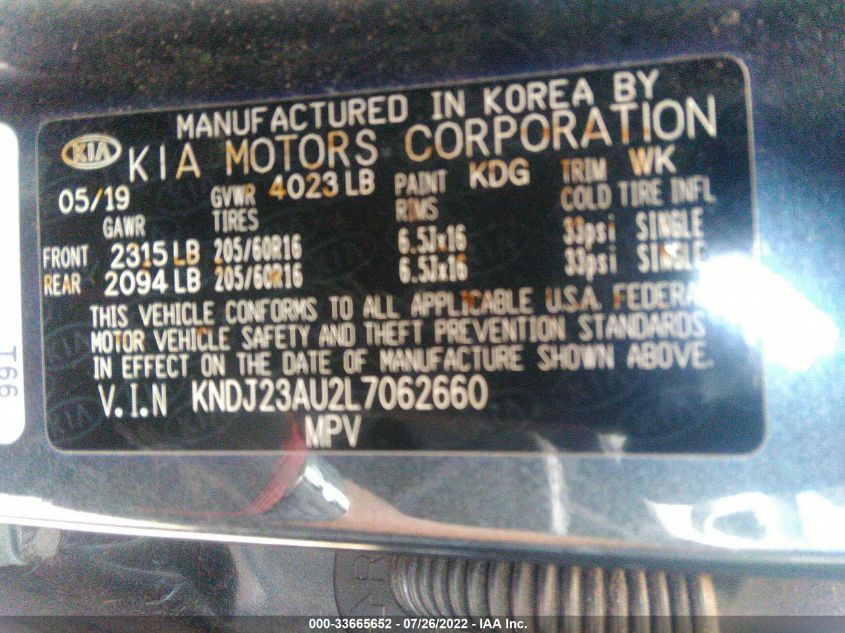 MANUFACTURED IN KOREA BY
KIA KIA MOTORS CORPORATION
05/19 GVWR 4023 LB PAINT KDG TRIM WK
GAWR TIRES RIMS COLD TIRE INFL
FRONT 2315 LB 205/60R16 6.5Jx16 33psi SINGLE
REAR 2094 LB 205/60R16 6.5Jx16 33psi SINGLE
THIS VEHICLE CONFORMS TO ALL APPLICABLE U.S.A. FEDERA
MOTOR VEHICLE SAFETY AND THEFT PREVENTION STANDARDS
IN EFFECT ON THE DATE OF MANUFACTURE SHOWN ABOVE.
V.I.N KNDJ23AU2L7062660
MPV
000-33665652 / 07/26/2022 - IAA Inc.